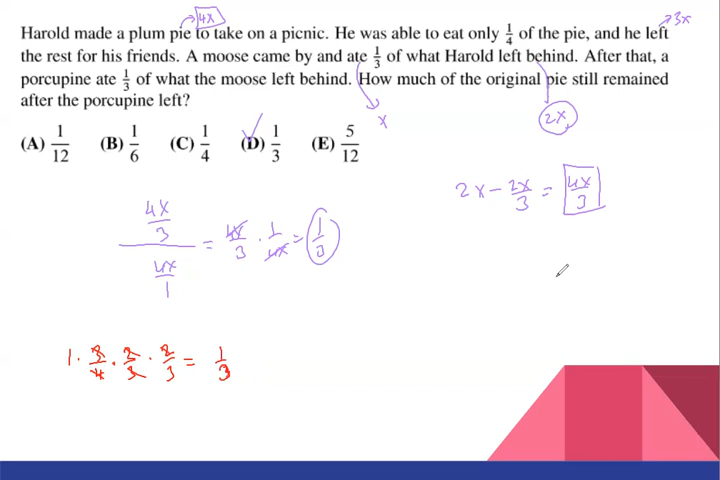 4x
3x
Harold made a plum pie to take on a picnic. He was able to eat only 1/4 of the pie, and he left
the rest for his friends. A moose came by and ate 1/3 of what Harold left behind. After that, a
porcupine ate 1/3 of what the moose left behind. How much of the original pie still remained
after the porcupine left?
x
2x
(A) 1/12 (B) 1/6 (C) 1/4 (D) 1/3 (E) 5/12
2x - 2x/3 = 4x/3
4x/3 / 4x/1 = 4x/3 · 1/4x = 1/3
1 · 3/4 · 2/3 · 2/3 = 1/3